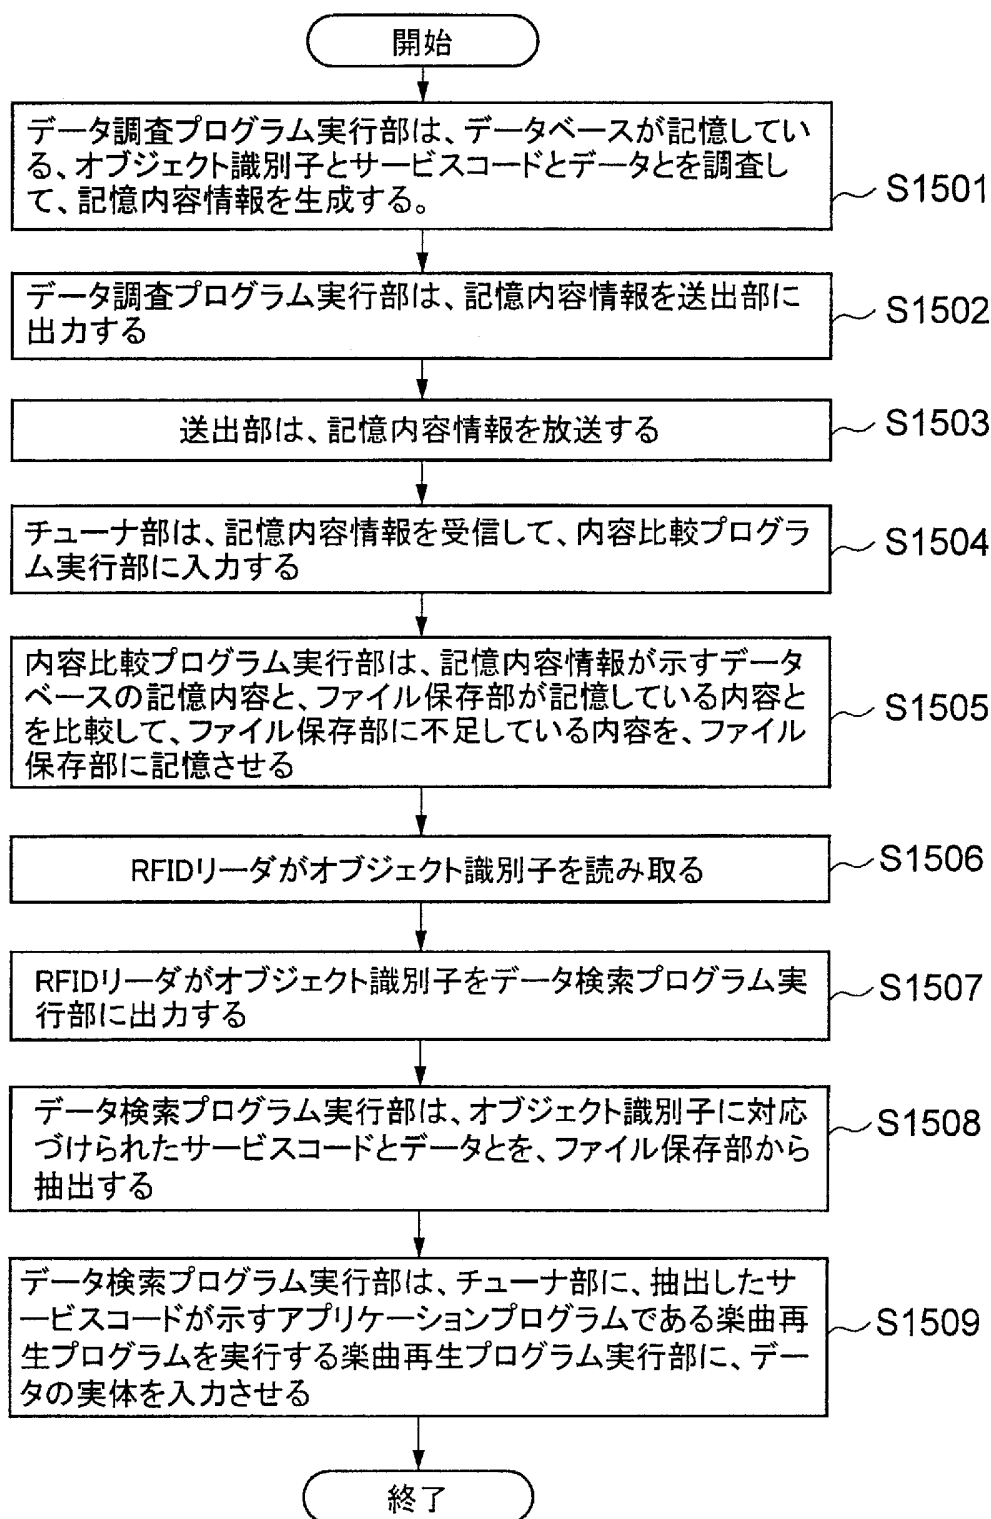 開始
データ調査プログラム実行部は、データベースが記憶してい
る、オブジェクト識別子とサービスコードとデータとを調査し
て、記憶内容情報を生成する。
S1501
データ調査プログラム実行部は、記憶内容情報を送出部に
出力する
S1502
送出部は、記憶内容情報を放送する
S1503
チューナ部は、記憶内容情報を受信して、内容比較プログラ
ム実行部に入力する
S1504
内容比較プログラム実行部は、記憶内容情報が示すデータ
ベースの記憶内容と、ファイル保存部が記憶している内容と
を比較して、ファイル保存部に不足している内容を、ファイル
保存部に記憶させる
S1505
RFIDリーダがオブジェクト識別子を読み取る
S1506
RFIDリーダがオブジェクト識別子をデータ検索プログラム実
行部に出力する
S1507
データ検索プログラム実行部は、オブジェクト識別子に対応
づけられたサービスコードとデータとを、ファイル保存部から
抽出する
S1508
データ検索プログラム実行部は、チューナ部に、抽出したサ
ービスコードが示すアプリケーションプログラムである楽曲再
生プログラムを実行する楽曲再生プログラム実行部に、デー
タの実体を入力させる
S1509
終了